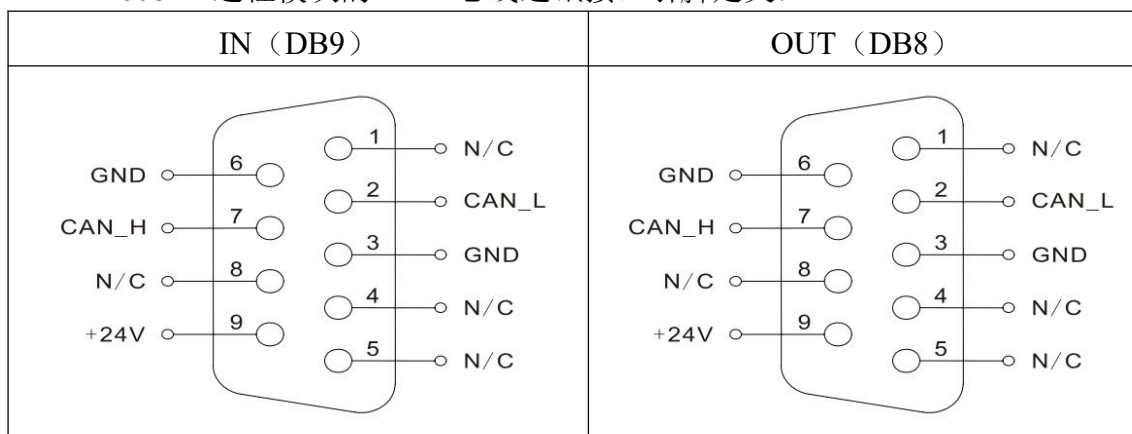 IN（DB9） OUT（DB8）
1 N/C 1 N/C
GND 6 GND 6
2 CAN_L 2 CAN_L
CAN_H 7 CAN_H 7
3 GND 3 GND
N/C 8 N/C 8
4 N/C 4 N/C
+24V 9 +24V 9
5 N/C 5 N/C